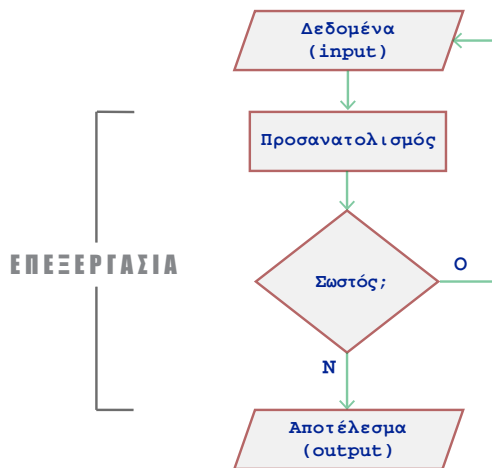 Δεδομένα
(input)
Προσανατολισμός
ΕΠΕΞΕΡΓΑΣΙΑ
Σωστός;
Ο
Ν
Αποτέλεσμα
(output)